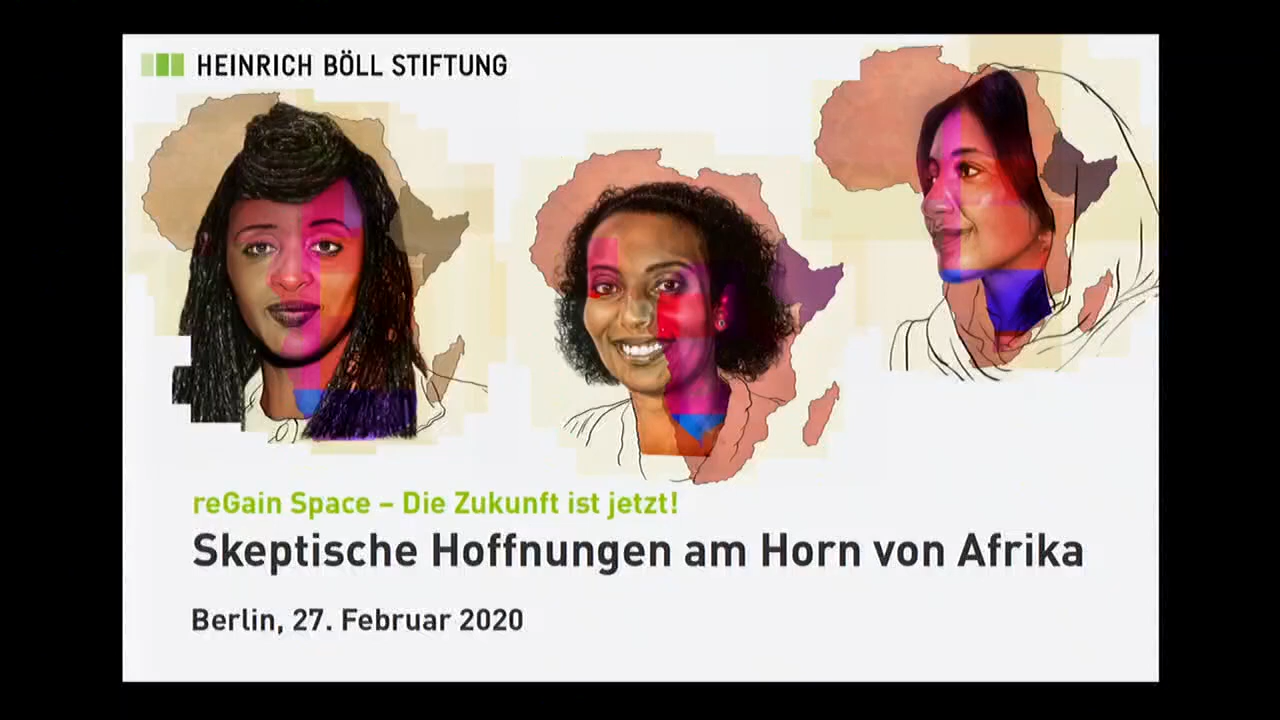 HEINRICH BÖLL STIFTUNG
reGain Space – Die Zukunft ist jetzt!
Skeptische Hoffnungen am Horn von Afrika
Berlin, 27. Februar 2020